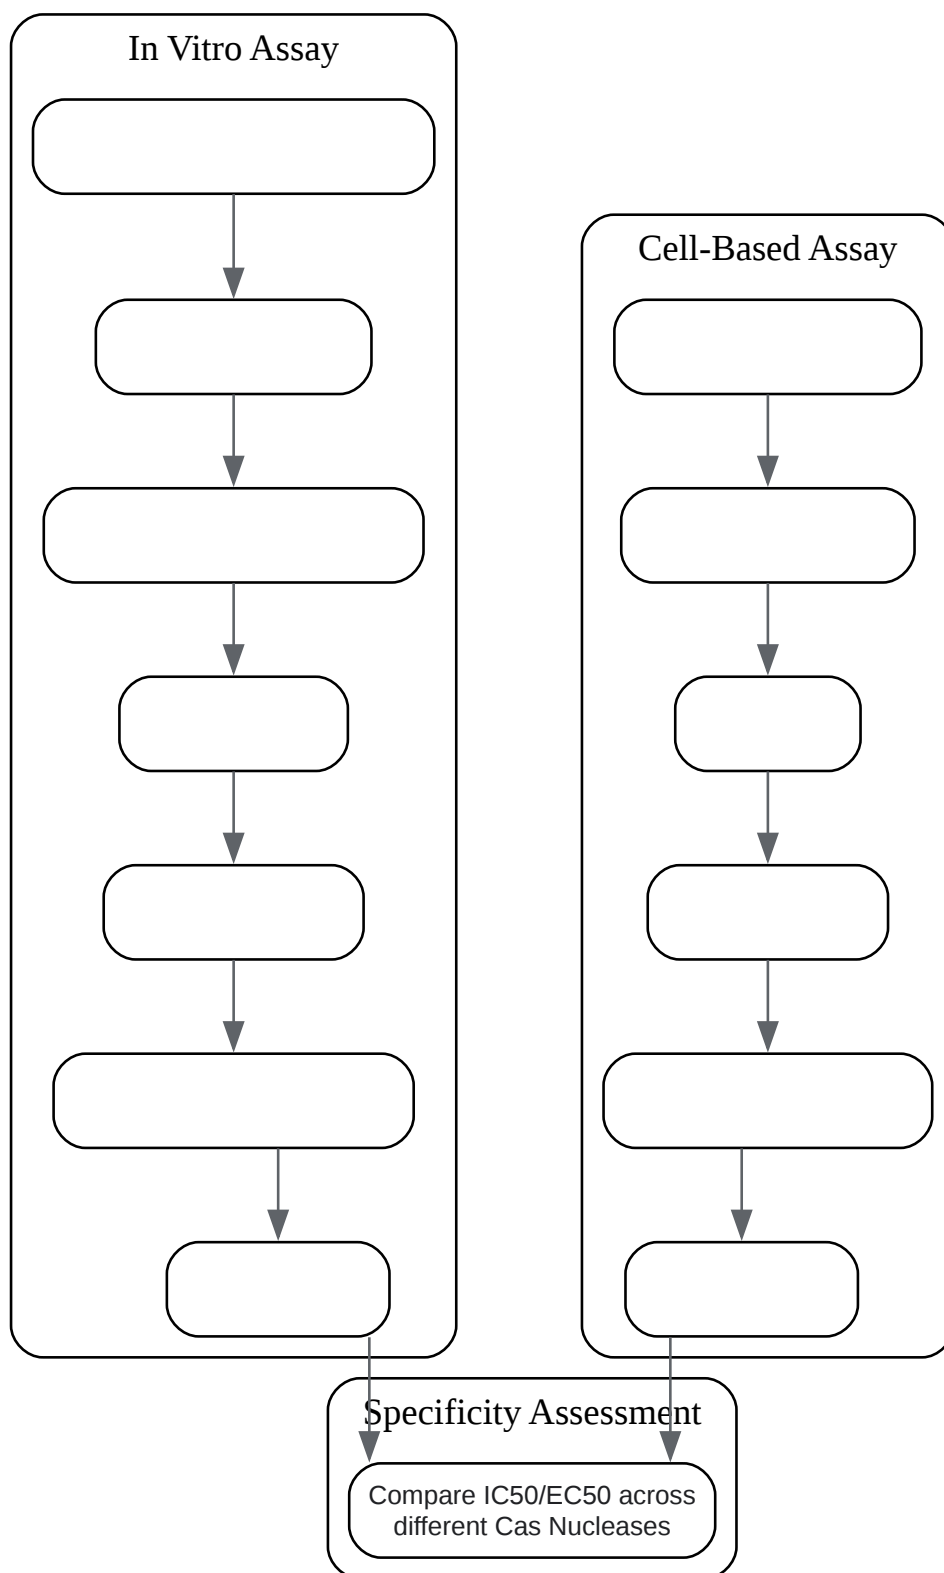 In Vitro Assay
Cell-Based Assay
Specificity Assessment
Compare IC50/EC50 across
different Cas Nucleases